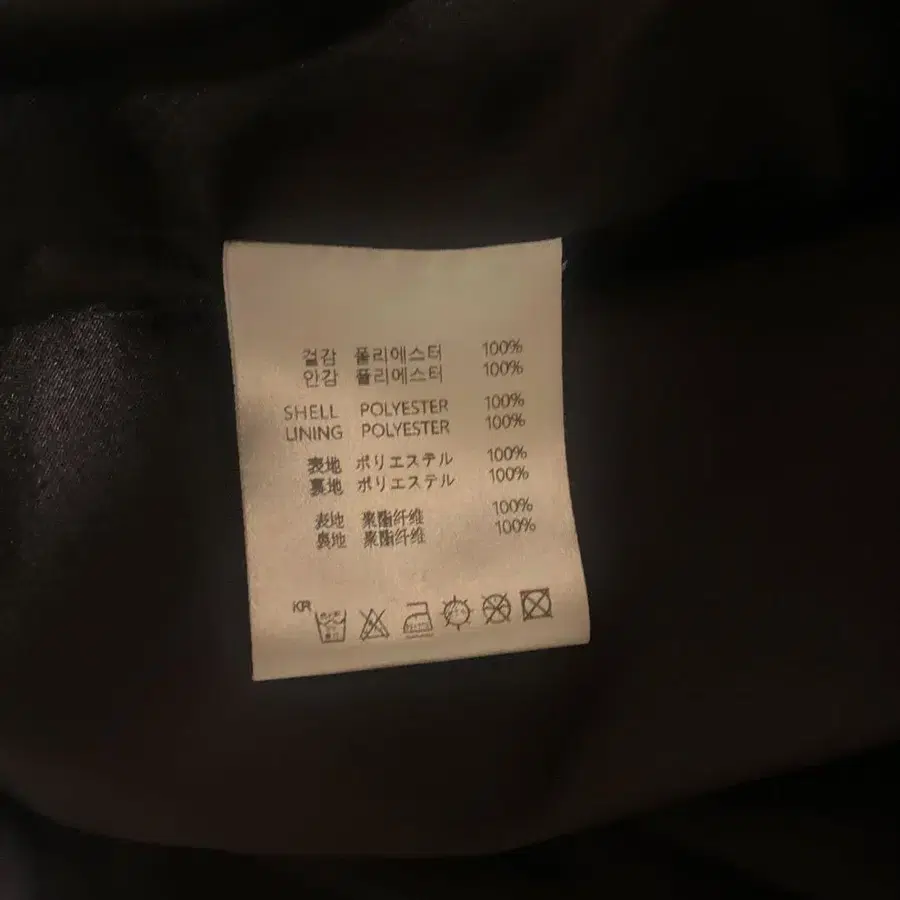 겉감 폴리에스터 100%
안감 폴리에스터 100%
SHELL POLYESTER 100%
LINING POLYESTER 100%
表地 ポリエステル 100%
裏地 ポリエステル 100%
表地 聚酯纤维 100%
裏地 聚酯纤维 100%
KR